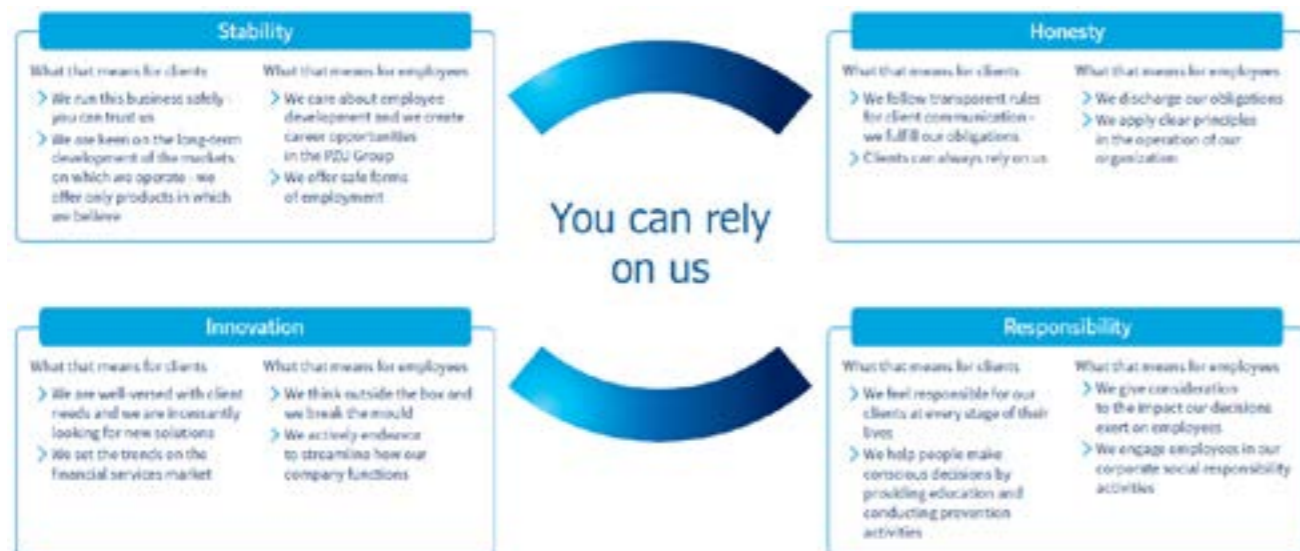 Stability
What that means for clients
We run this business safely -
you can trust us
We are keen on the long-term
development of the markets
on which we operate - we
offer only products in which
we believe
What that means for employees
We care about employee
development and we create
career opportunities
in the PZU Group
We offer safe forms
of employment
Honesty
What that means for clients
We follow transparent rules
for client communication -
we fulfill our obligations
Clients can always rely on us
What that means for employees
We discharge our obligations
We apply clear principles
in the operation of our
organization
You can rely
on us
Innovation
What that means for clients
We are well-versed with client
needs and we are incessantly
looking for new solutions
We set the trends on the
financial services market
What that means for employees
We think outside the box and
we break the mould
We actively endeavor
to streamline how our
company functions
Responsibility
What that means for clients
We feel responsible for our
clients at every stage of their
lives
We help people make
conscious decisions by
providing education and
conducting prevention
activities
What that means for employees
We give consideration
to the impact our decisions
exert on employees
We engage employees in our
corporate social responsibility
activities